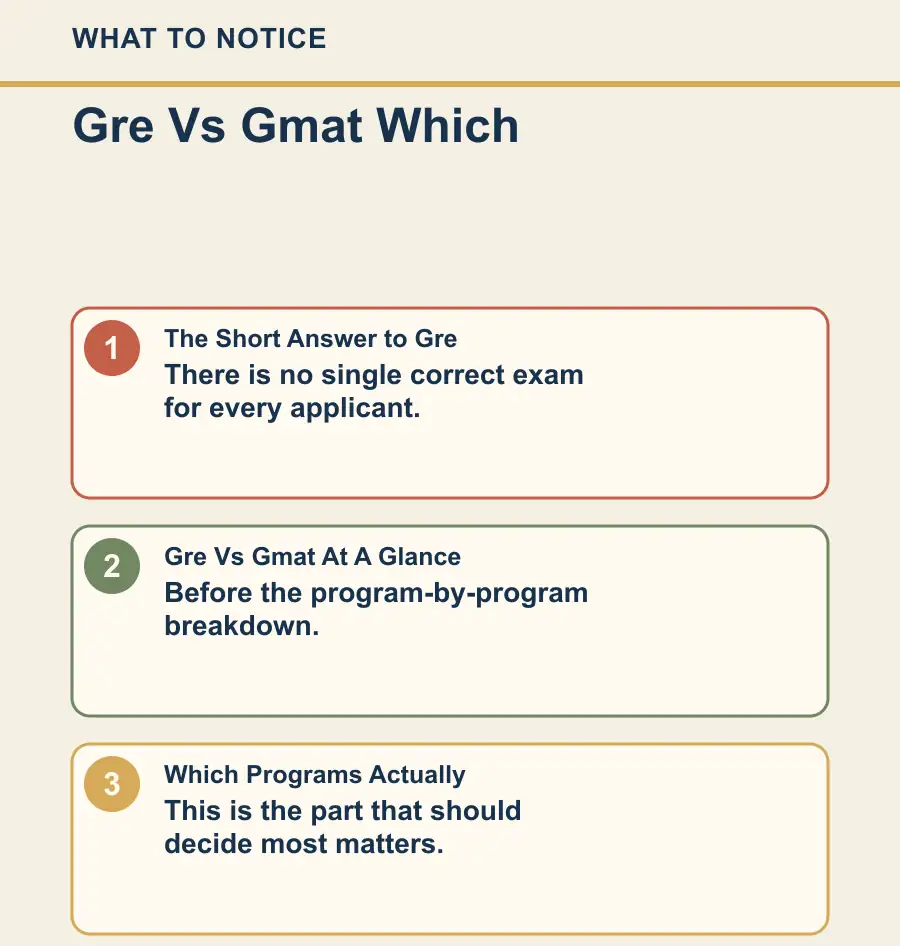 WHAT TO NOTICE
Gre Vs Gmat Which
1
The Short Answer to Gre
There is no single correct exam
for every applicant.
2
Gre Vs Gmat At A Glance
Before the program-by-program
breakdown.
3
Which Programs Actually
This is the part that should
decide most matters.